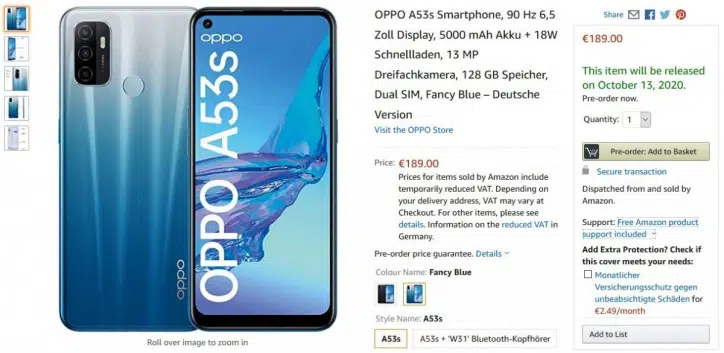 oppo
OPPO A53s
oppo
Roll over image to zoom in
OPPO A53s Smartphone, 90 Hz 6,5
Zoll Display, 5000 mAh Akku + 18W
Schnellladen, 13 MP
Dreifachkamera, 128 GB Speicher,
Dual SIM, Fancy Blue – Deutsche
Version
Visit the OPPO Store
Price: €189.00
Prices for items sold by Amazon include
temporarily reduced VAT. Depending on
your delivery address, VAT may vary at
Checkout. For other items, please see
details. Information on the reduced VAT in
Germany.
Pre-order price guarantee. Details
Colour Name: Fancy Blue
Style Name: A53s
A53s
A53s + 'W31' Bluetooth-Kopfhörer
Share
€189.00
This item will be released
on October 13, 2020.
Pre-order now.
Quantity: 1
Pre-order: Add to Basket
Secure transaction
Dispatched from and sold by
Amazon.
Support: Free Amazon product
support included
Add Extra Protection? Check if
this cover meets your needs:
Monatlicher
Versicherungsschutz gegen
unbeabsichtigte Schäden for
€2.49/month
Add to List